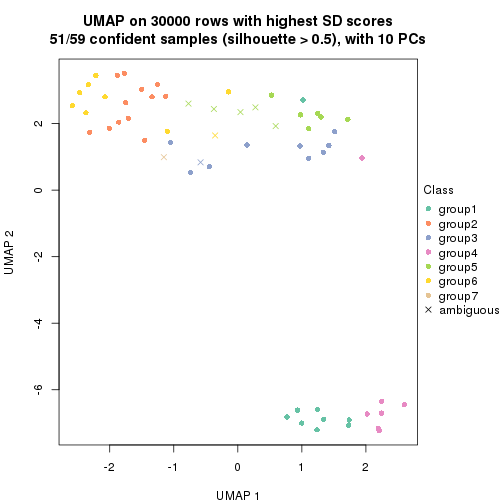 UMAP on 30000 rows with highest SD scores
51/59 confident samples (silhouette > 0.5), with 10 PCs
2
0
-2
-4
-6
UMAP 2
-2
-1
0
1
2
UMAP 1
Class
group1
group2
group3
group4
group5
group6
group7
ambiguous